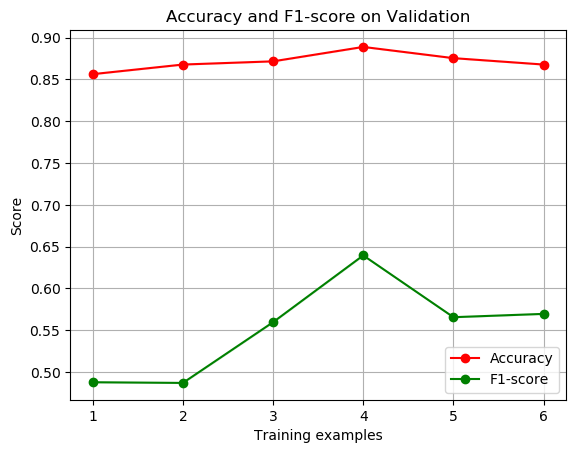 Accuracy and F1-score on Validation
0.90
0.85
0.80
0.75
0.70
0.65
0.60
0.55
0.50
Score
1 2 3 4 5 6
Training examples
Accuracy
F1-score